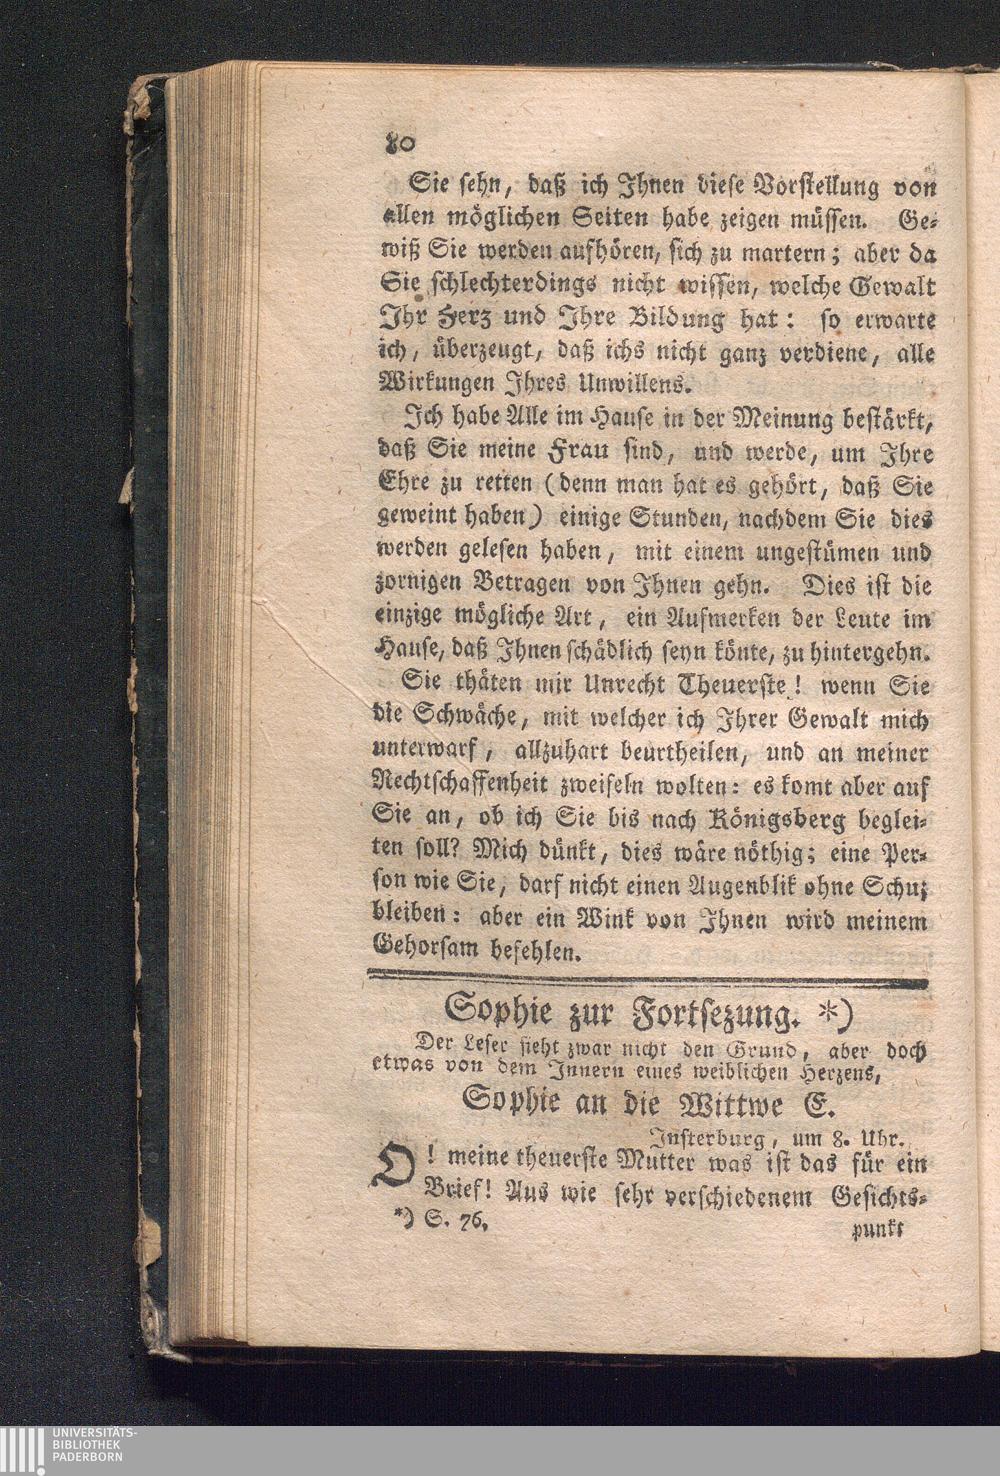 80
Sie sehn, daß ich Ihnen diese Vorstellung von
allen möglichen Seiten habe zeigen müssen. Ge-
wiß Sie werden aufhören, sich zu martern; aber da
Sie schlechterdings nicht wissen, welche Gewalt
Ihr Herz und Ihre Bildung hat: so erwarte
ich, überzeugt, daß ichs nicht ganz verdiene, alle
Wirkungen Ihres Unwillens.
Ich habe Alle im Hause in der Meinung bestärkt,
daß Sie meine Frau sind, und werde, um Ihre
Ehre zu retten (denn man hat es gehört, daß Sie
geweint haben) einige Stunden, nachdem Sie dies
werden gelesen haben, mit einem ungestümen und
zornigen Betragen von Ihnen gehn. Dies ist die
einzige mögliche Art, ein Aufmerken der Leute im
Hause, daß Ihnen schädlich seyn könte, zu hintergehn.
Sie thäten mir Unrecht Theuerste! wenn Sie
die Schwäche, mit welcher ich Ihrer Gewalt mich
unterwarf, allzuhart beurtheilen, und an meiner
Rechtschaffenheit zweifeln wolten: es komt aber auf
Sie an, ob ich Sie bis nach Königsberg beglei-
ten soll? Mich dünkt, dies wäre nöthig; eine Per-
son wie Sie, darf nicht einen Augenblik ohne Schuz
bleiben: aber ein Wink von Ihnen wird meinem
Gehorsam befehlen.
Sophie zur Fortsezung. *)
Der Leser sieht zwar nicht den Grund, aber doch
etwas von dem Innern eines weiblichen Herzens,
Sophie an die Wittwe E.
Insterburg, um 8. Uhr.
O! meine theuerste Mutter was ist das für ein
Brief! Aus wie sehr verschiedenem Gesichts-
*) S. 76,
punkt
UNIVERSITÄTS-
BIBLIOTHEK
PADERBORN